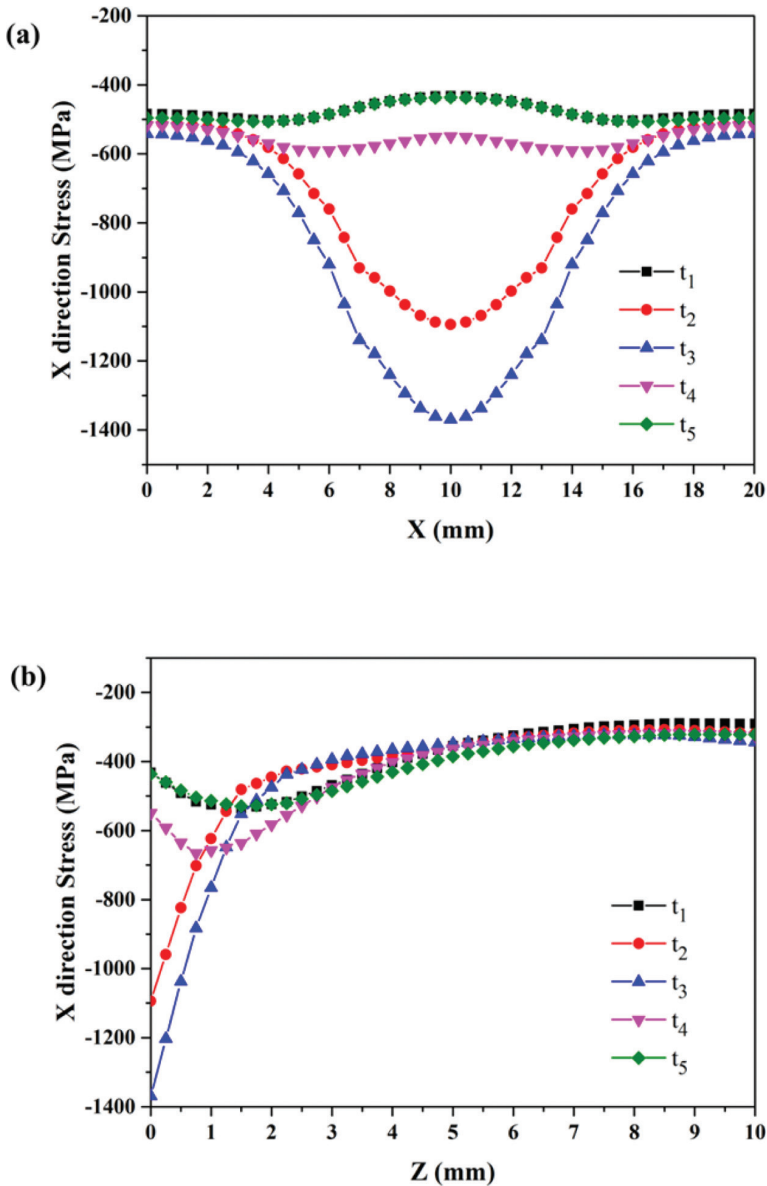 (a)
-200
-400
-600
-800
-1000
-1200
-1400
X direction Stress (MPa)
t1
t2
t3
t4
t5
0 2 4 6 8 10 12 14 16 18 20
X (mm)
(b)
-200
-400
-600
-800
-1000
-1200
-1400
X direction Stress (MPa)
t1
t2
t3
t4
t5
0 1 2 3 4 5 6 7 8 9 10
Z (mm)